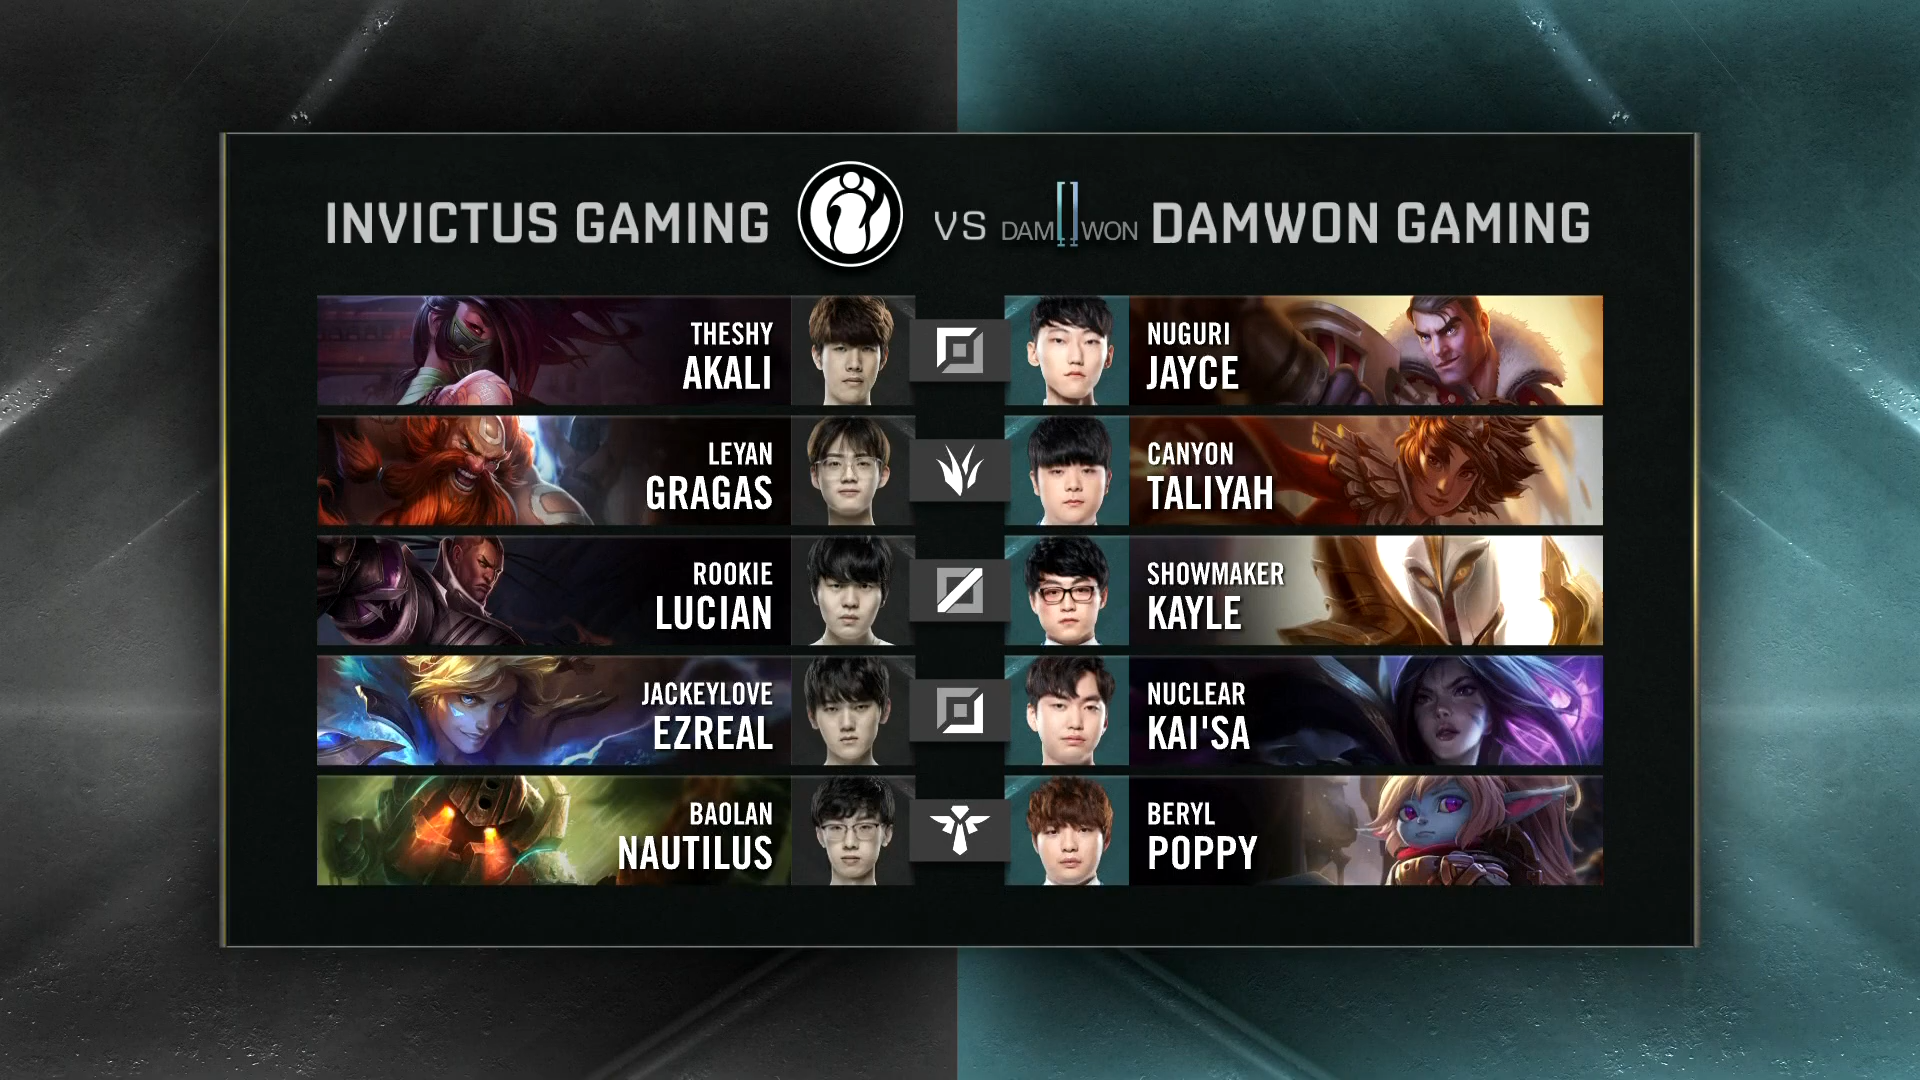 INVICTUS GAMING VS DAMWON DAMWON GAMING
THESHY
AKALI
NUGURI
JAYCE
LEYAN
GRAGAS
CANYON
TALIYAH
ROOKIE
LUCIAN
SHOWMAKER
KAYLE
JACKEYLOVE
EZREAL
NUCLEAR
KAI'SA
BAOLAN
NAUTILUS
BERYL
POPPY